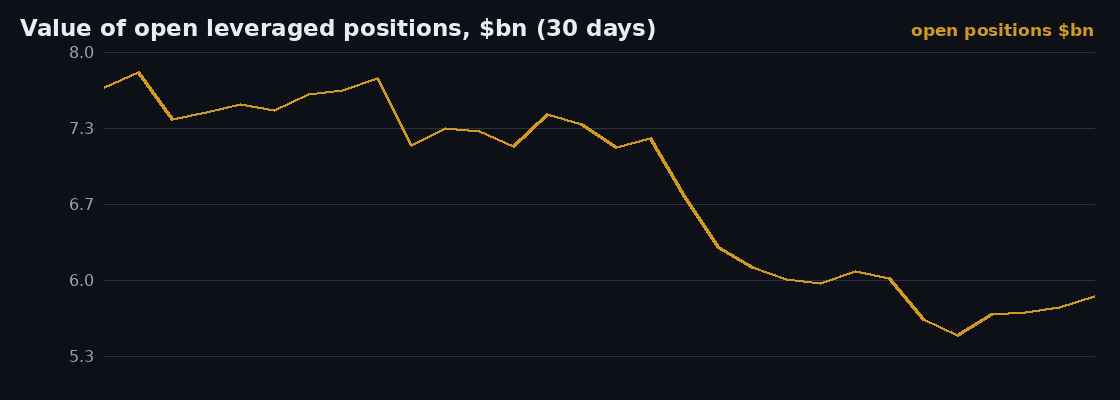 Value of open leveraged positions, $bn (30 days)
open positions $bn
8.0
7.3
6.7
6.0
5.3